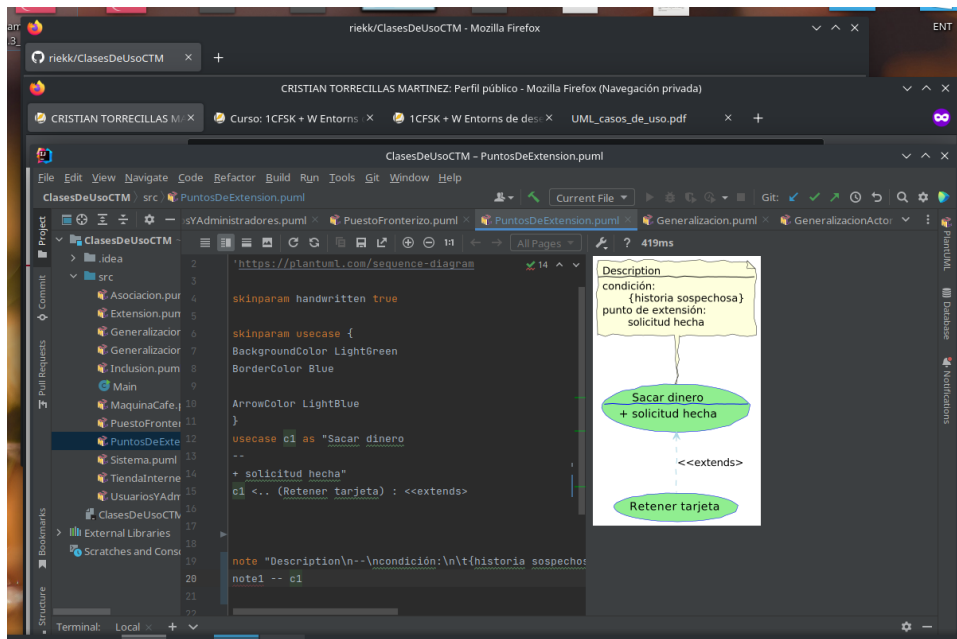 am
3_
riekk/ClasesDeUsoCTM - Mozilla Firefox
ENT
riekk/ClasesDeUsoCTM × +
CRISTIAN TORRECILLAS MARTINEZ: Perfil público - Mozilla Firefox (Navegación privada)
CRISTIAN TORRECILLAS MA × Curso: 1CFSK + W Entorns × 1CFSK + W Entorns de dese × UML_casos_de_uso.pdf × +
ClasesDeUsoCTM – PuntosDeExtension.puml
File Edit View Navigate Code Refactor Build Run Tools Git Window Help
ClasesDeUsoCTM src PuntosDeExtension.puml Current File Git:
Project ClasesDeUsoCTM
.idea
src
Asociacion.pur
Extension.pum
Generalizacior
Generalizacior
Inclusion.pum
Main
MaquinaCafe.p
PuestoFronter
PuntosDeExte
Sistema.puml
TiendaInterne
UsuariosYAdm
ClasesDeUsoCTM
External Libraries
Scratches and Conso
Commit
Pull Requests
Bookmarks
Structure
osYAdministradores.puml × PuestoFronterizo.puml × PuntosDeExtension.puml × Generalizacion.puml × GeneralizacionActor
1:1 All Pages ? 419ms
14
2 'https://plantuml.com/sequence-diagram
3
4 skinparam handwritten true
5
6 skinparam usecase {
7 BackgroundColor LightGreen
8 BorderColor Blue
9
10 ArrowColor LightBlue
11 }
12 usecase c1 as "Sacar dinero
13 --
14 + solicitud hecha"
15 c1 <.. (Retener tarjeta) : <<extends>
16
17
18
19 note "Description\n--\ncondición:\n\t{historia sospechos
20 note1 -- c1
21
22
Description
condición:
{historia sospechosa}
punto de extensión:
solicitud hecha
Sacar dinero
+ solicitud hecha
<<extends>
Retener tarjeta
PlantUML
Database
Notifications
Terminal: Local × +